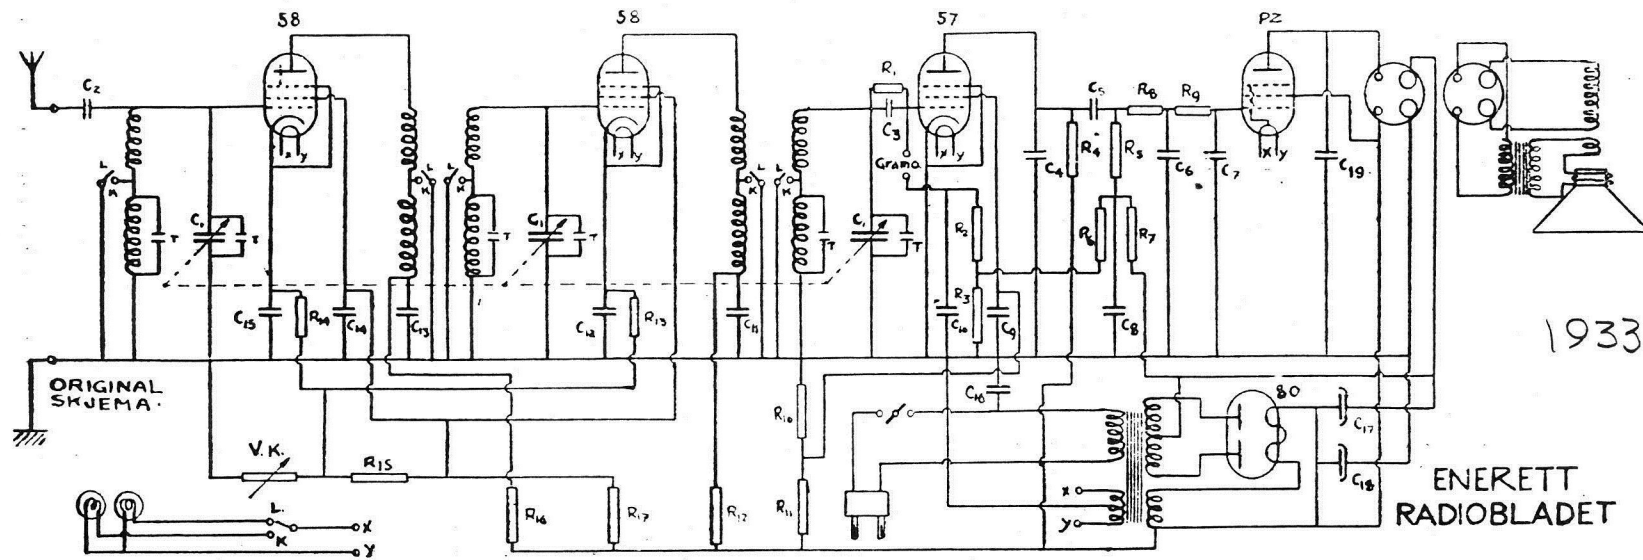 58
58
57
PZ
C2
L
K
T
C1
T
C15
R14
C14
C13
L
K
L
K
T
C1
T
C12
R13
C11
L
K
L
K
T
C1
T
R1
C3
Gramo
R2
R3
C10
C9
C16
C4
R4
C5
R5
R6
R7
C8
R8
R9
C6
C7
C19
X Y
X Y
X Y
X Y
1933
ORIGINAL
SKJEMA.
V.K.
R15
R16
R17
R12
R10
R11
80
C17
C18
X
Y
L.
K
X
Y
ENERETT
RADIOBLADET